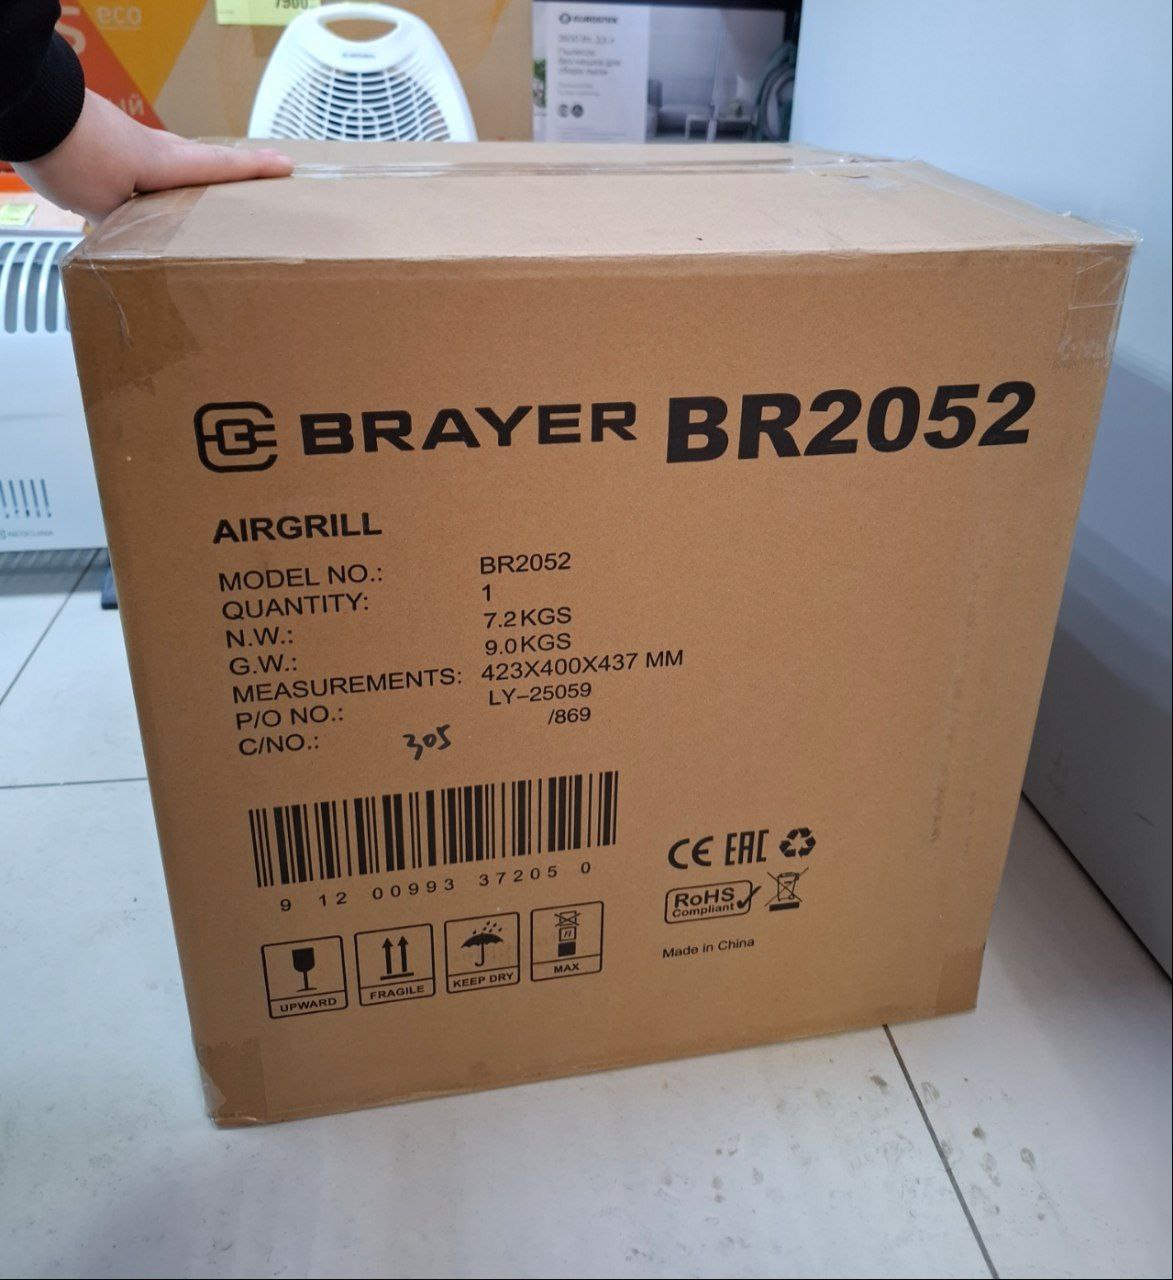 7900
eco
BRAYER BR2052
AIRGRILL
MODEL NO.: BR2052
QUANTITY: 1
N.W.: 7.2KGS
G.W.: 9.0KGS
MEASUREMENTS: 423X400X437 MM
P/O NO.: LY-25059
C/NO.: 305 /869
9 12 00993 37205 0
UPWARD
FRAGILE
KEEP DRY
n
MAX
CE EAC
RoHS
Compliant
Made in China